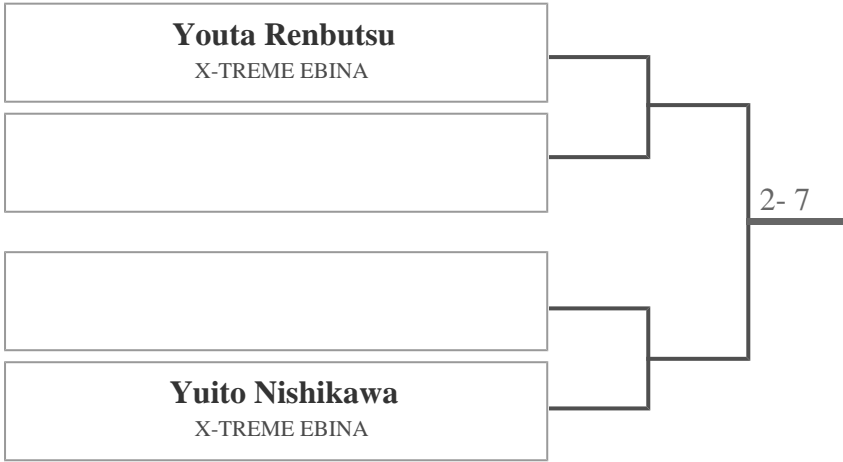 Youta Renbutsu
X-TREME EBINA
2- 7
Yuito Nishikawa
X-TREME EBINA